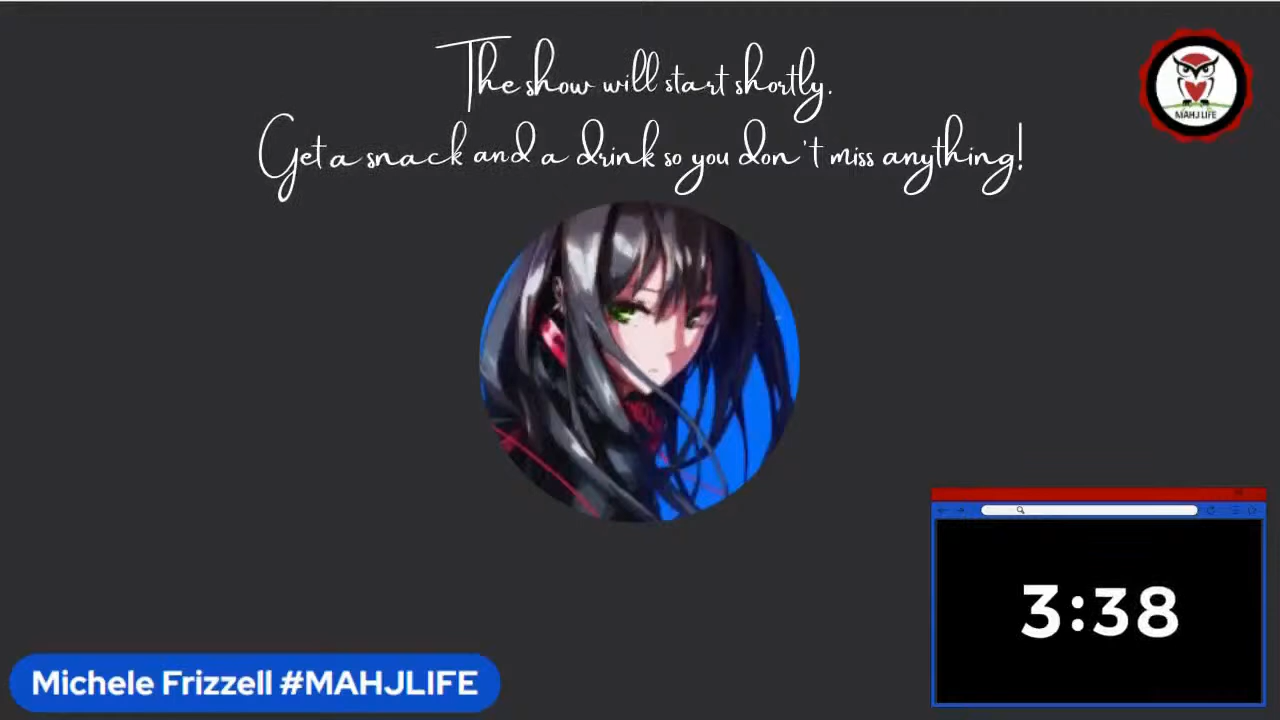 The show will start shortly.
Get a snack and a drink so you don't miss anything!
MAHJ LIFE
3:38
Michele Frizzell #MAHJLIFE